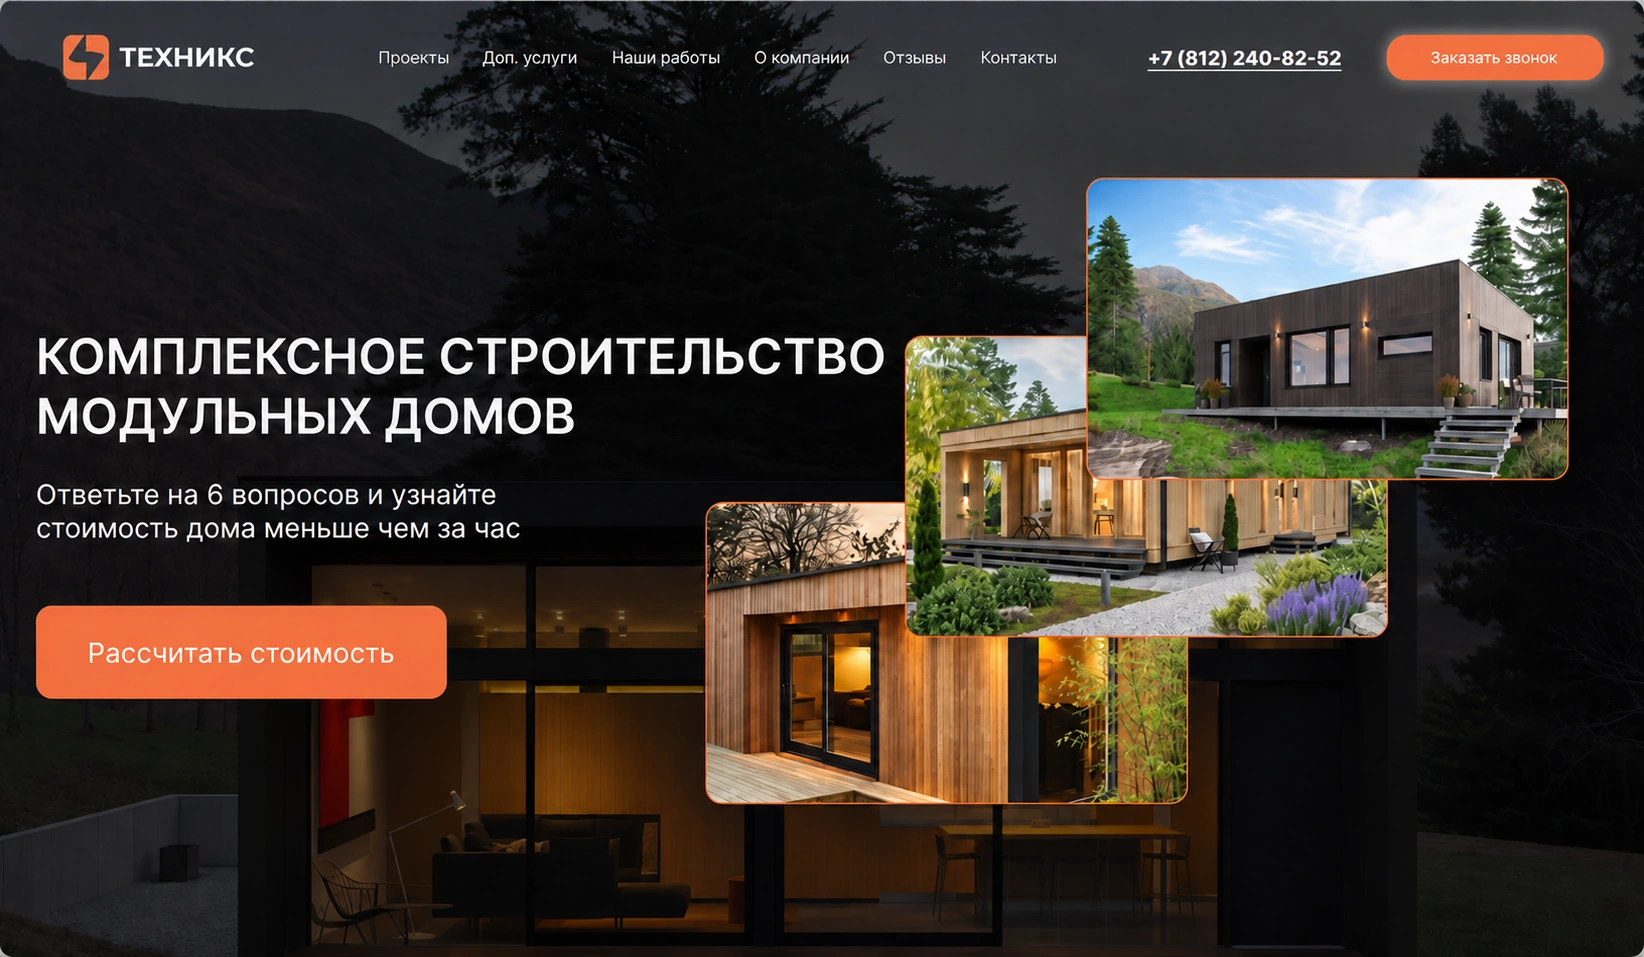 ТЕХНИКС
Проекты
Доп. услуги
Наши работы
О компании
Отзывы
Контакты
+7 (812) 240-82-52
Заказать звонок
КОМПЛЕКСНОЕ СТРОИТЕЛЬСТВО
МОДУЛЬНЫХ ДОМОВ
Ответьте на 6 вопросов и узнайте
стоимость дома меньше чем за час
Рассчитать стоимость